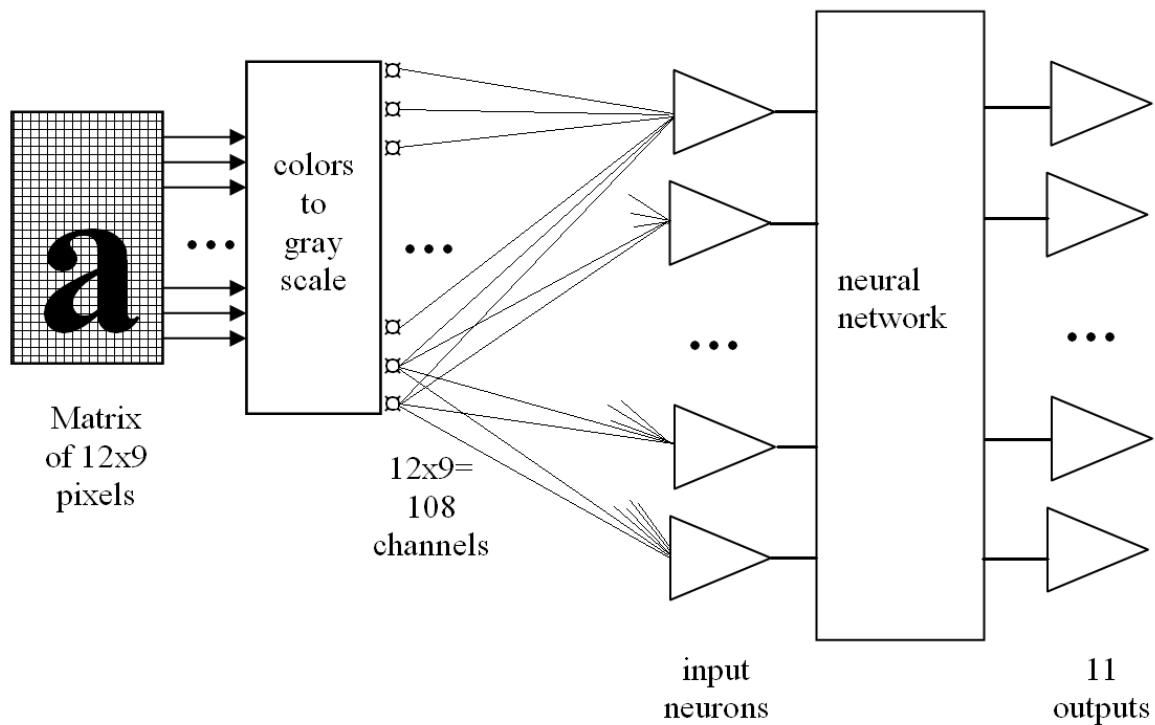 a
Matrix
of 12x9
pixels
colors
to
gray
scale
12x9=
108
channels
input
neurons
neural
network
11
outputs